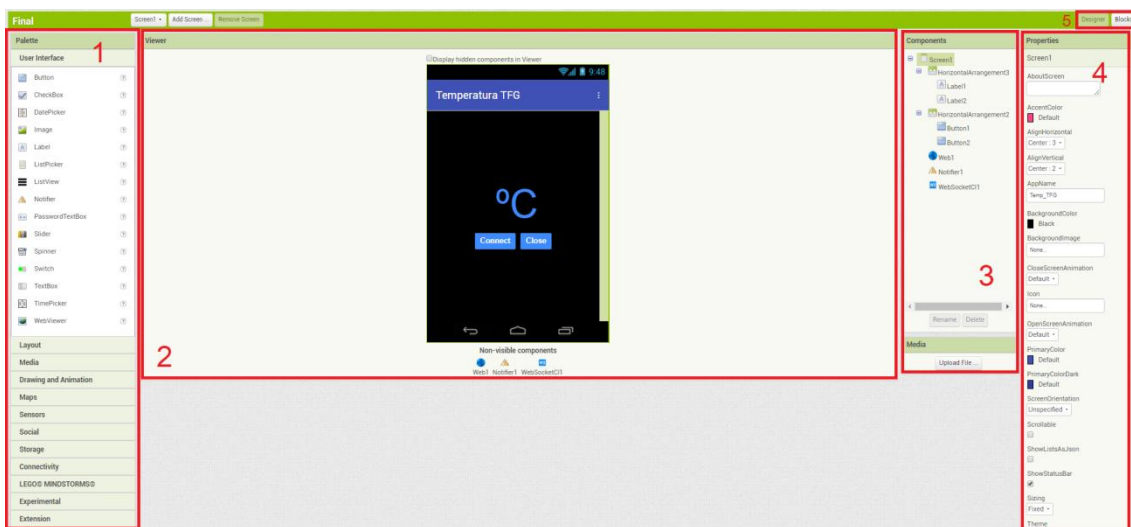 Final
Screen1
Add Screen ...
Remove Screen
5
Designer
Blocks
Palette
1
User Interface
Button
CheckBox
DatePicker
Image
Label
ListPicker
ListView
Notifier
PasswordTextBox
Slider
Spinner
Switch
TextBox
TimePicker
WebViewer
Layout
Media
Drawing and Animation
Maps
Sensors
Social
Storage
Connectivity
LEGO® MINDSTORMS®
Experimental
Extension
Viewer
Display hidden components in Viewer
9:48
Temperatura TFG
ºC
Connect
Close
2
Non-visible components
Web1 Notifier1 WebSocketCl1
Components
Screen1
HorizontalArrangement3
Label1
Label2
HorizontalArrangement2
Button1
Button2
Web1
Notifier1
WebSocketCl1
3
Rename
Delete
Media
Upload File ...
Properties
Screen1
4
AboutScreen
AccentColor
Default
AlignHorizontal
Center : 3
AlignVertical
Center : 2
AppName
Temp_TFG
BackgroundColor
Black
BackgroundImage
None...
CloseScreenAnimation
Default
Icon
None...
OpenScreenAnimation
Default
PrimaryColor
Default
PrimaryColorDark
Default
ScreenOrientation
Unspecified
Scrollable
ShowListsAsJson
ShowStatusBar
Sizing
Fixed
Theme